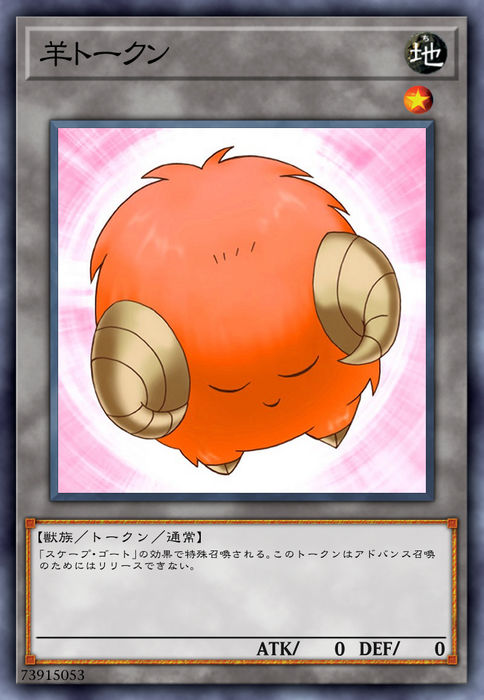 羊トークン
ち
地
【獣族／トークン／通常】
「スケープ・ゴート」の効果で特殊召喚される。このトークンはアドバンス召喚
のためにはリリースできない。
ATK/ 0 DEF/ 0
73915053